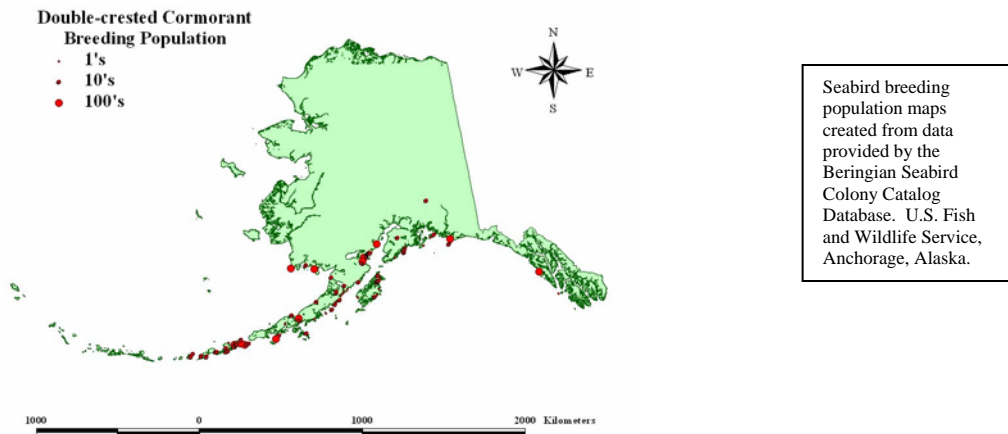 Double-crested Cormorant
Breeding Population
1's
10's
100's
N
W E
S
Seabird breeding
population maps
created from data
provided by the
Beringian Seabird
Colony Catalog
Database. U.S. Fish
and Wildlife Service,
Anchorage, Alaska.
1000 0 1000 2000 Kilometers